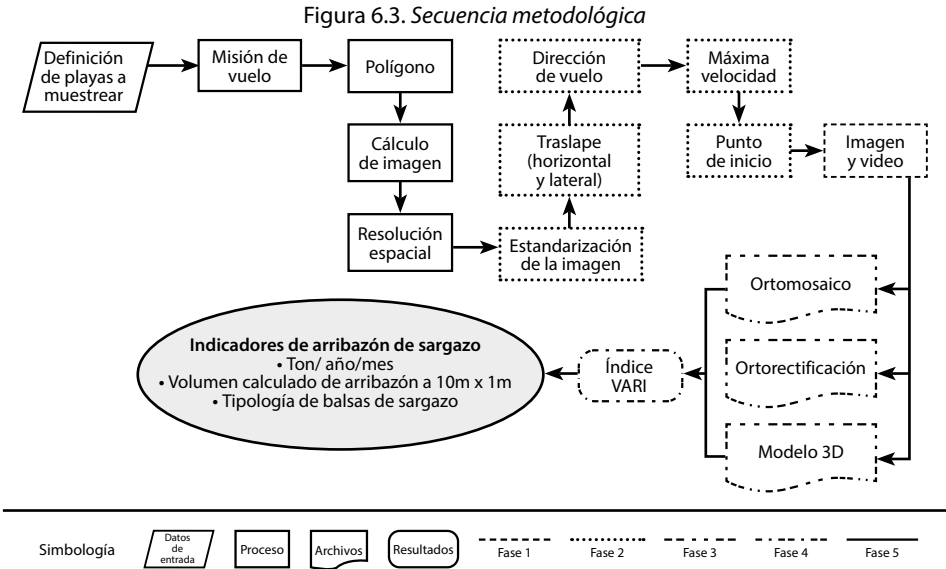 Figura 6.3. Secuencia metodológica
Definición
de playas a
muestrear
Misión de
vuelo
Polígono
Cálculo
de imagen
Resolución
espacial
Estandarización
de la imagen
Traslape
(horizontal
y lateral)
Dirección
de vuelo
Máxima
velocidad
Punto
de inicio
Imagen
y video
Ortomosaico
Ortorectificación
Modelo 3D
Índice
VARI
Indicadores de arribazón de sargazo
• Ton/ año/mes
• Volumen calculado de arribazón a 10m x 1m
• Tipología de balsas de sargazo
Simbología
Datos
de
entrada
Proceso
Archivos
Resultados
Fase 1
Fase 2
Fase 3
Fase 4
Fase 5